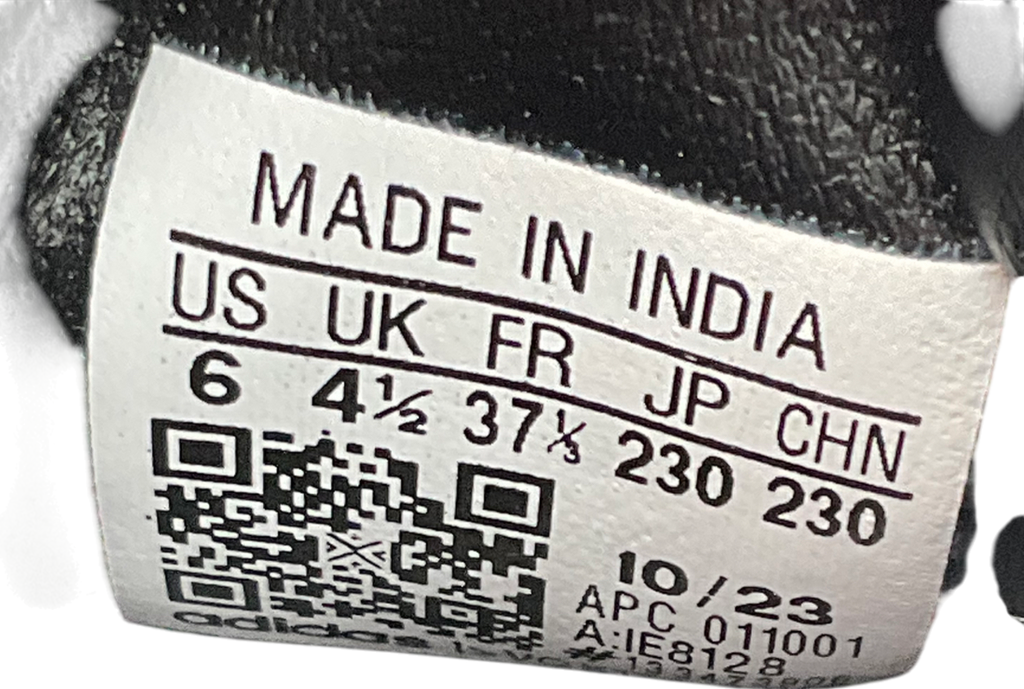 MADE IN INDIA
US UK FR JP CHN
6 4½ 37⅓ 230 230
10/23
APC 011001
A:IE8128
adidas